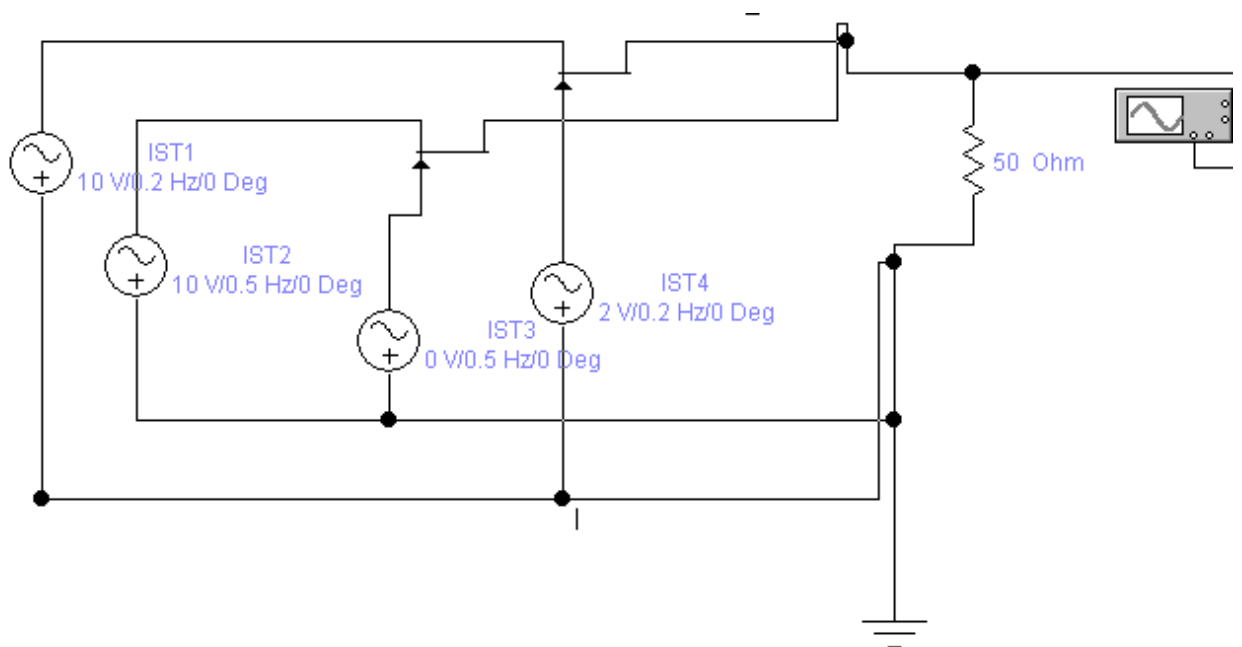 IST1
10 V/0.2 Hz/0 Deg
50 Ohm
IST2
10 V/0.5 Hz/0 Deg
IST4
2 V/0.2 Hz/0 Deg
IST3
0 V/0.5 Hz/0 Deg